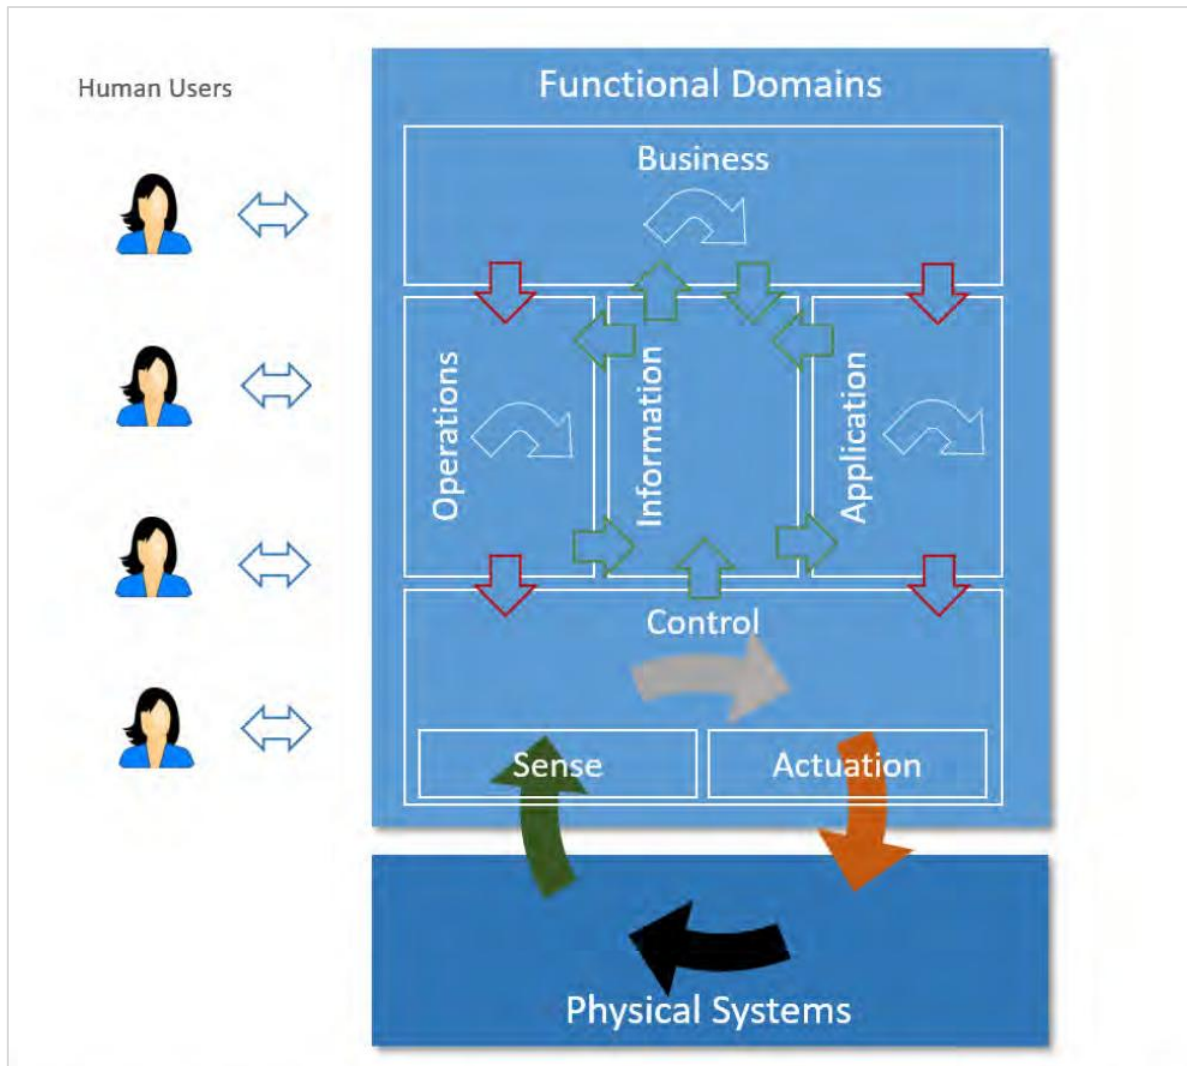 Human Users
Functional Domains
Business
Operations
Information
Application
Control
Sense
Actuation
Physical Systems